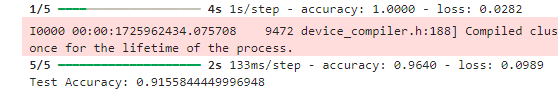 1/5 ━━━━━━━━━━━━━━━━━━━━ 4s 1s/step - accuracy: 1.0000 - loss: 0.0282
I0000 00:00:1725962434.075708    9472 device_compiler.h:188] Compiled clus
once for the lifetime of the process.
5/5 ━━━━━━━━━━━━━━━━━━━━ 2s 133ms/step - accuracy: 0.9640 - loss: 0.0989
Test Accuracy: 0.9155844449996948